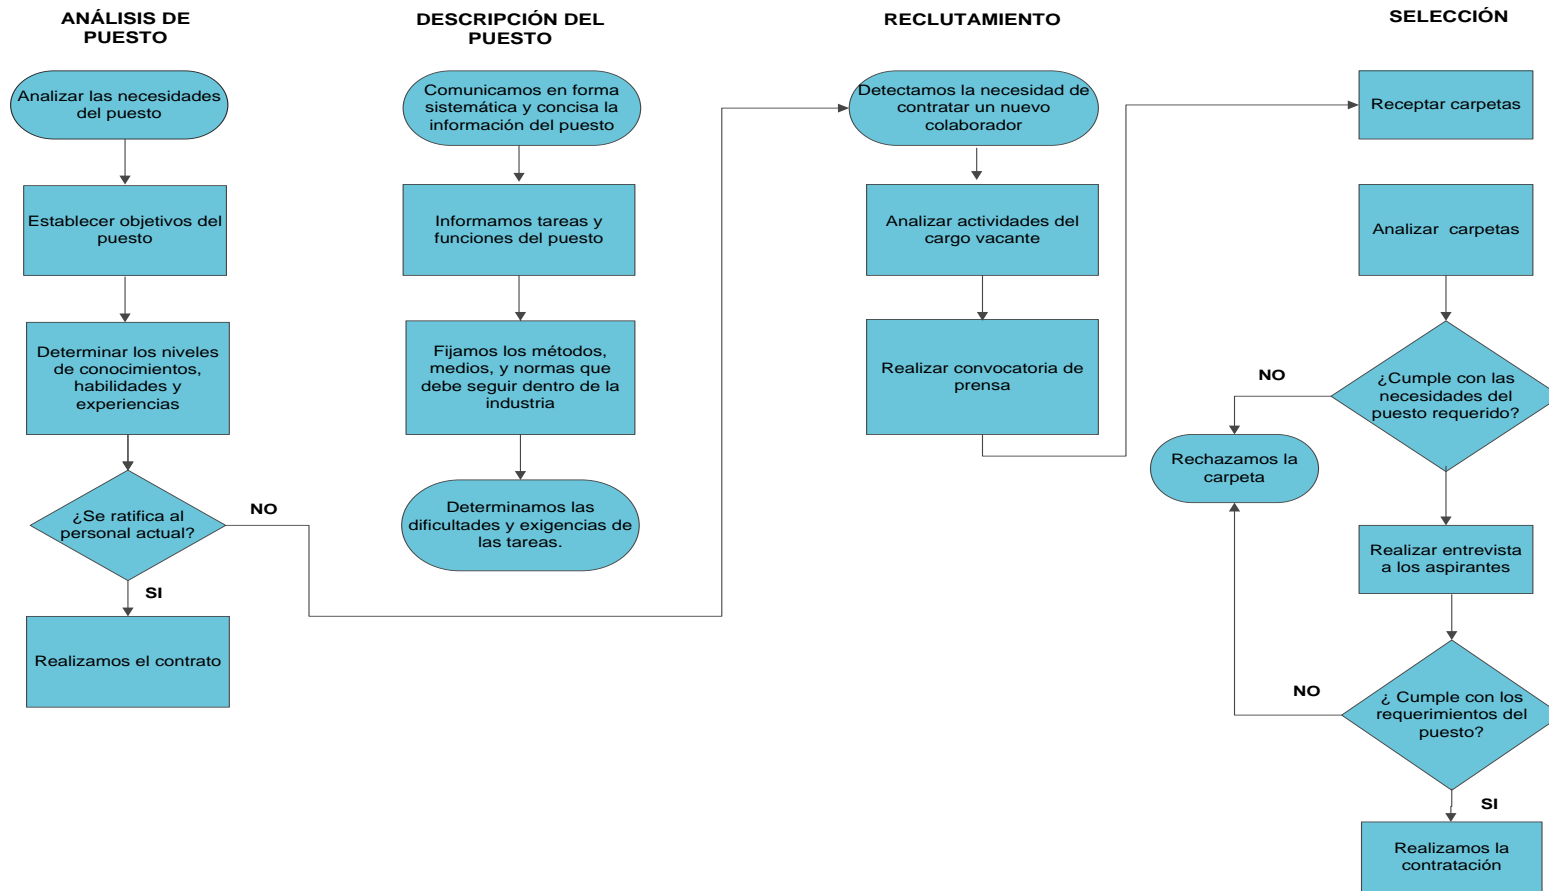 ANÁLISIS DE
PUESTO
Analizar las necesidades
del puesto
Establecer objetivos del
puesto
Determinar los niveles
de conocimientos,
habilidades y
experiencias
¿Se ratifica al
personal actual?
NO
SI
Realizamos el contrato
DESCRIPCIÓN DEL
PUESTO
Comunicamos en forma
sistemática y concisa la
información del puesto
Informamos tareas y
funciones del puesto
Fijamos los métodos,
medios, y normas que
debe seguir dentro de la
industria
Determinamos las
dificultades y exigencias de
las tareas.
RECLUTAMIENTO
Detectamos la necesidad de
contratar un nuevo
colaborador
Analizar actividades del
cargo vacante
Realizar convocatoria de
prensa
SELECCIÓN
Receptar carpetas
Analizar  carpetas
¿Cumple con las
necesidades del
puesto requerido?
NO
Rechazamos la
carpeta
Realizar entrevista
a los aspirantes
¿ Cumple con los
requerimientos del
puesto?
NO
SI
Realizamos la
contratación